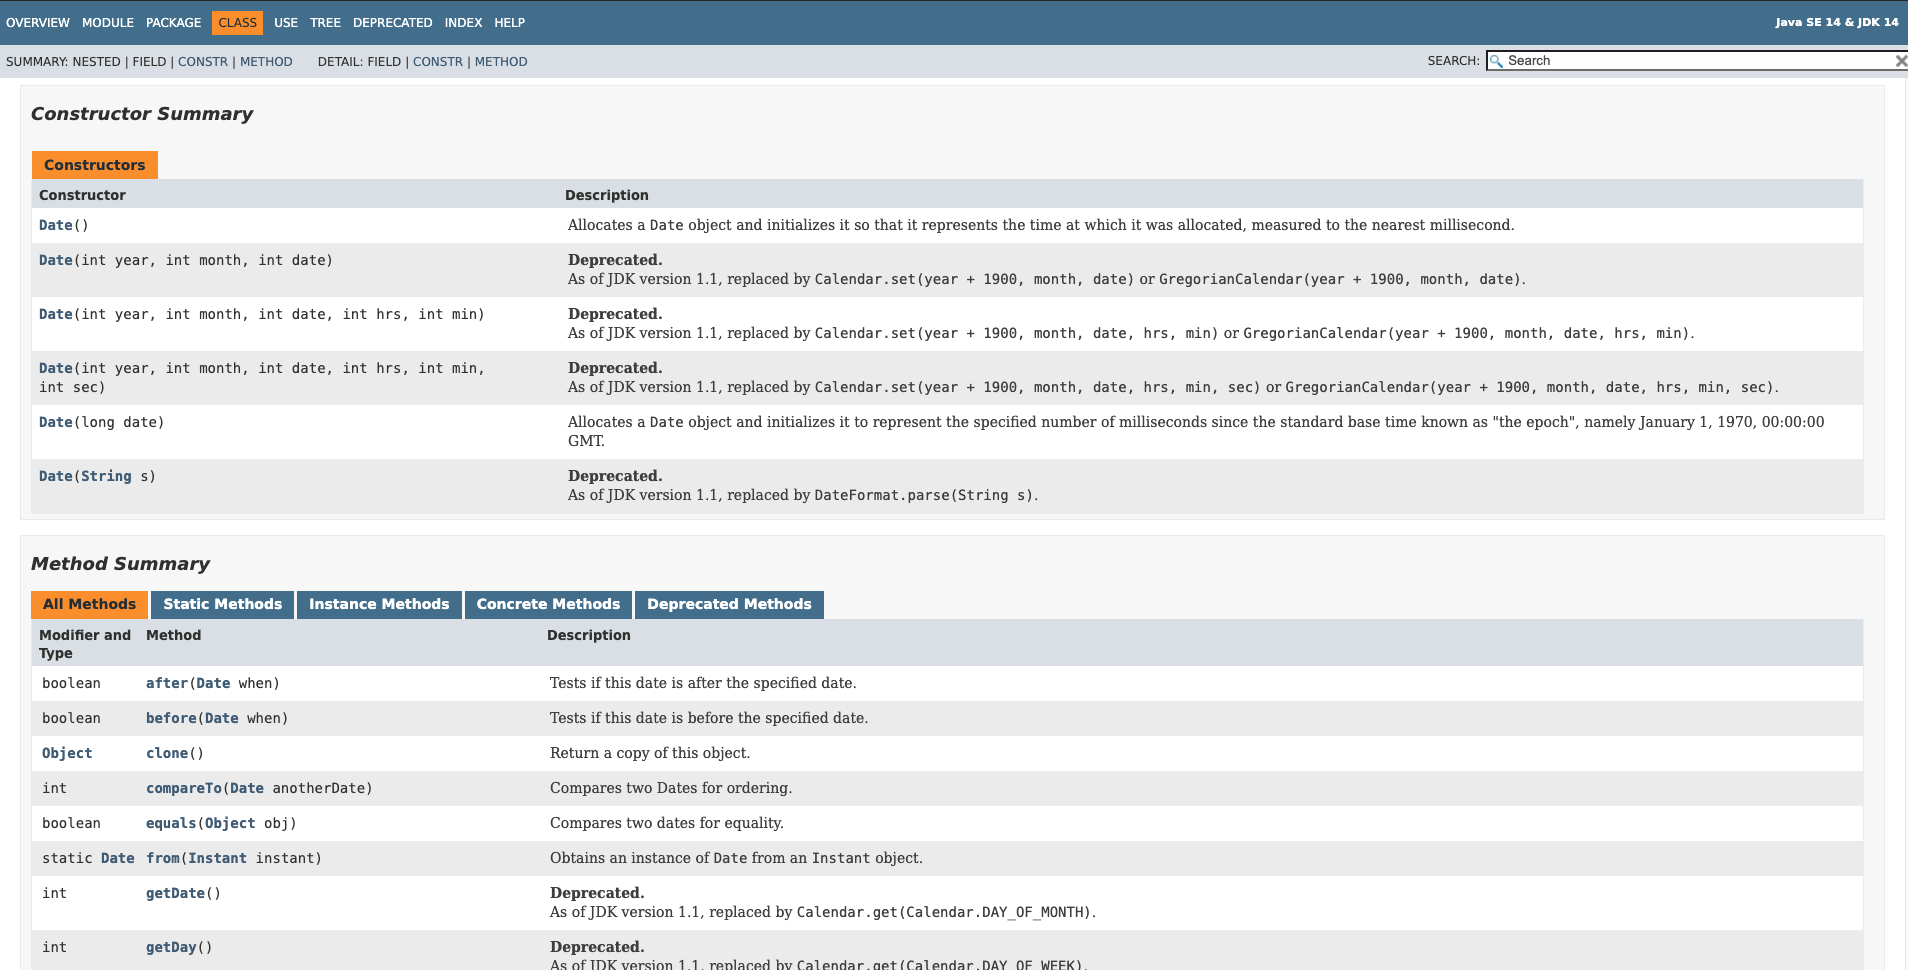 OVERVIEW MODULE PACKAGE CLASS USE TREE DEPRECATED INDEX HELP
Java SE 14 & JDK 14
SUMMARY: NESTED | FIELD | CONSTR | METHOD DETAIL: FIELD | CONSTR | METHOD
SEARCH: Search
Constructor Summary
Constructors
Constructor Description
Date() Allocates a Date object and initializes it so that it represents the time at which it was allocated, measured to the nearest millisecond.
Date(int year, int month, int date) Deprecated.
As of JDK version 1.1, replaced by Calendar.set(year + 1900, month, date) or GregorianCalendar(year + 1900, month, date).
Date(int year, int month, int date, int hrs, int min) Deprecated.
As of JDK version 1.1, replaced by Calendar.set(year + 1900, month, date, hrs, min) or GregorianCalendar(year + 1900, month, date, hrs, min).
Date(int year, int month, int date, int hrs, int min, Deprecated.
int sec) As of JDK version 1.1, replaced by Calendar.set(year + 1900, month, date, hrs, min, sec) or GregorianCalendar(year + 1900, month, date, hrs, min, sec).
Date(long date) Allocates a Date object and initializes it to represent the specified number of milliseconds since the standard base time known as "the epoch", namely January 1, 1970, 00:00:00
GMT.
Date(String s) Deprecated.
As of JDK version 1.1, replaced by DateFormat.parse(String s).
Method Summary
All Methods Static Methods Instance Methods Concrete Methods Deprecated Methods
Modifier and Method Description
Type
boolean after(Date when) Tests if this date is after the specified date.
boolean before(Date when) Tests if this date is before the specified date.
Object clone() Return a copy of this object.
int compareTo(Date anotherDate) Compares two Dates for ordering.
boolean equals(Object obj) Compares two dates for equality.
static Date from(Instant instant) Obtains an instance of Date from an Instant object.
int getDate() Deprecated.
As of JDK version 1.1, replaced by Calendar.get(Calendar.DAY_OF_MONTH).
int getDay() Deprecated.
As of JDK version 1.1, replaced by Calendar.get(Calendar.DAY_OF_WEEK).